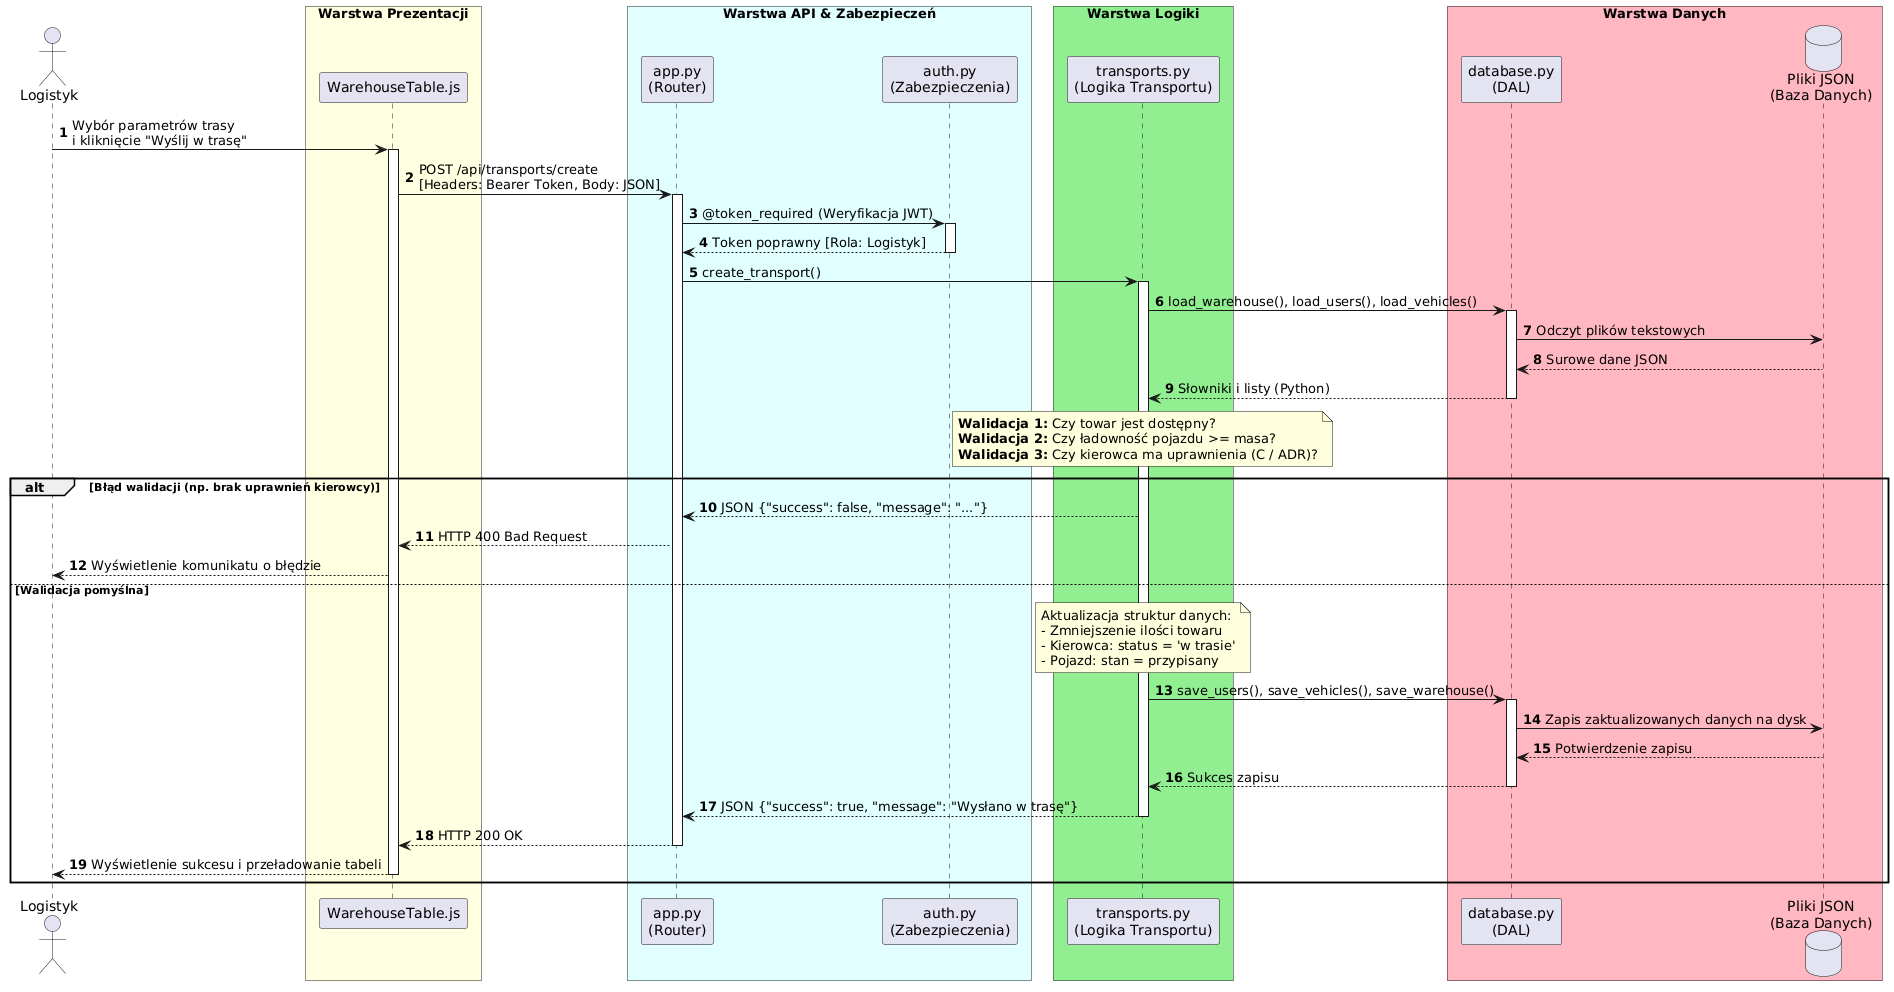 Warstwa Prezentacji
Warstwa API & Zabezpieczeń
Warstwa Logiki
Warstwa Danych
Logistyk
WarehouseTable.js
app.py
(Router)
auth.py
(Zabezpieczenia)
transports.py
(Logika Transportu)
database.py
(DAL)
Pliki JSON
(Baza Danych)
1 Wybór parametrów trasy
i kliknięcie "Wyślij w trasę"
2 POST /api/transports/create
[Headers: Bearer Token, Body: JSON]
3 @token_required (Weryfikacja JWT)
4 Token poprawny [Rola: Logistyk]
5 create_transport()
6 load_warehouse(), load_users(), load_vehicles()
7 Odczyt plików tekstowych
8 Surowe dane JSON
9 Słowniki i listy (Python)
Walidacja 1: Czy towar jest dostępny?
Walidacja 2: Czy ładowność pojazdu >= masa?
Walidacja 3: Czy kierowca ma uprawnienia (C / ADR)?
alt [Błąd walidacji (np. brak uprawnień kierowcy)]
10 JSON {"success": false, "message": "..."}
11 HTTP 400 Bad Request
12 Wyświetlenie komunikatu o błędzie
[Walidacja pomyślna]
Aktualizacja struktur danych:
- Zmniejszenie ilości towaru
- Kierowca: status = 'w trasie'
- Pojazd: stan = przypisany
13 save_users(), save_vehicles(), save_warehouse()
14 Zapis zaktualizowanych danych na dysk
15 Potwierdzenie zapisu
16 Sukces zapisu
17 JSON {"success": true, "message": "Wysłano w trasę"}
18 HTTP 200 OK
19 Wyświetlenie sukcesu i przeładowanie tabeli
Logistyk
WarehouseTable.js
app.py
(Router)
auth.py
(Zabezpieczenia)
transports.py
(Logika Transportu)
database.py
(DAL)
Pliki JSON
(Baza Danych)